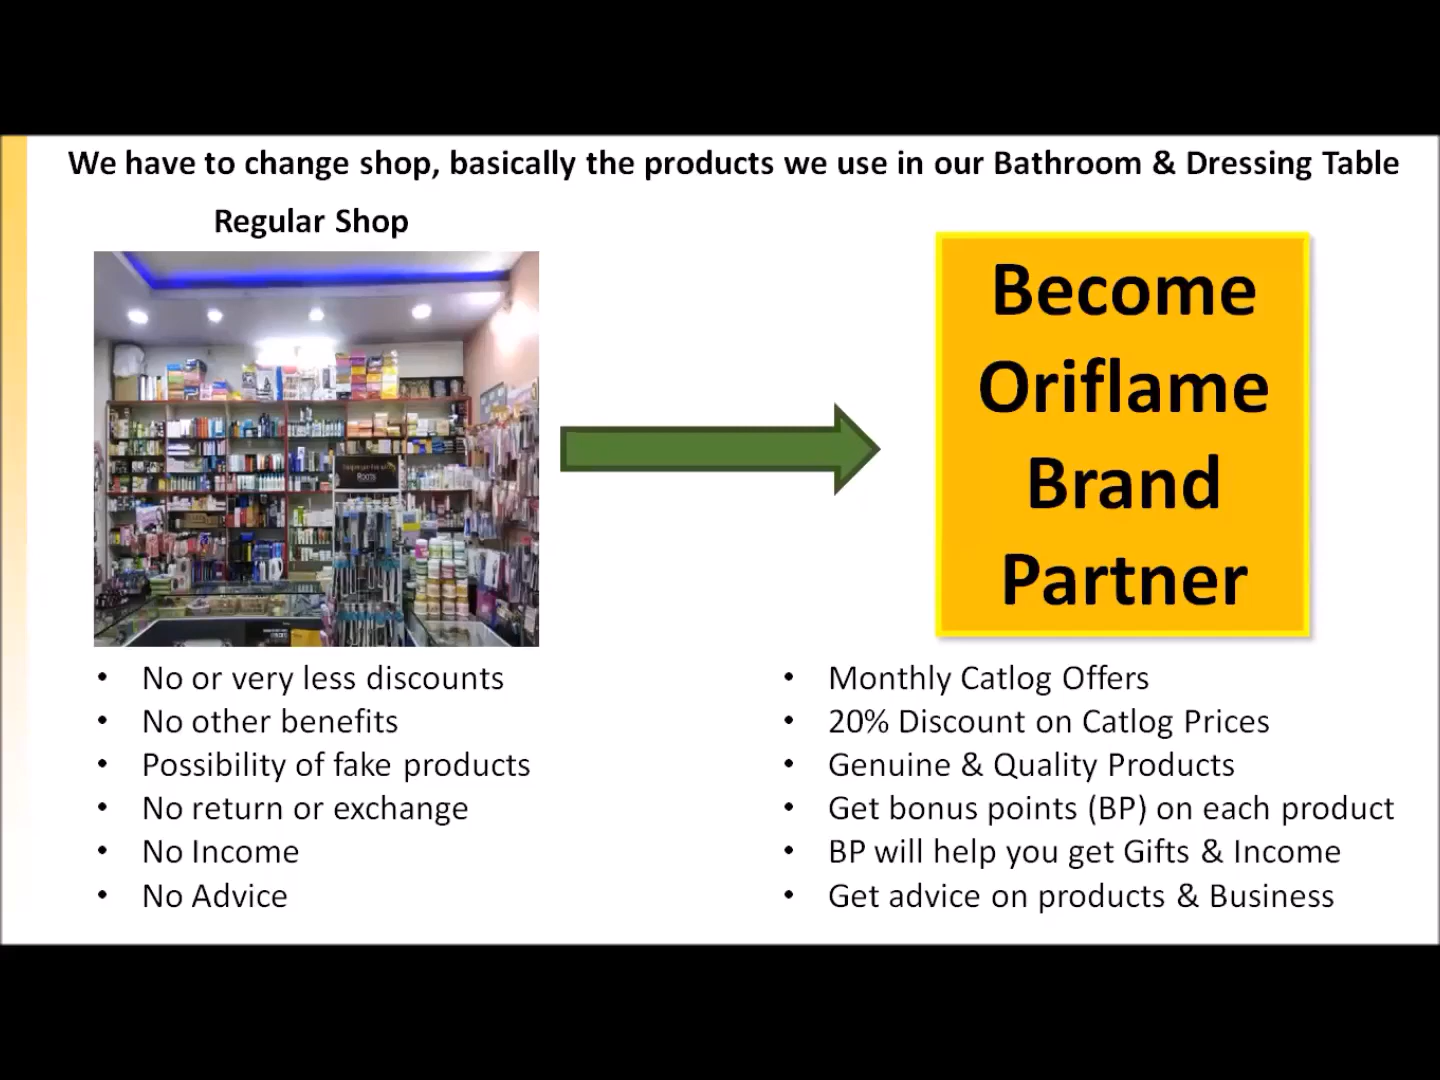 We have to change shop, basically the products we use in our Bathroom & Dressing Table
Regular Shop
Become
Oriflame
Brand
Partner
• No or very less discounts
• No other benefits
• Possibility of fake products
• No return or exchange
• No Income
• No Advice
• Monthly Catlog Offers
• 20% Discount on Catlog Prices
• Genuine & Quality Products
• Get bonus points (BP) on each product
• BP will help you get Gifts & Income
• Get advice on products & Business